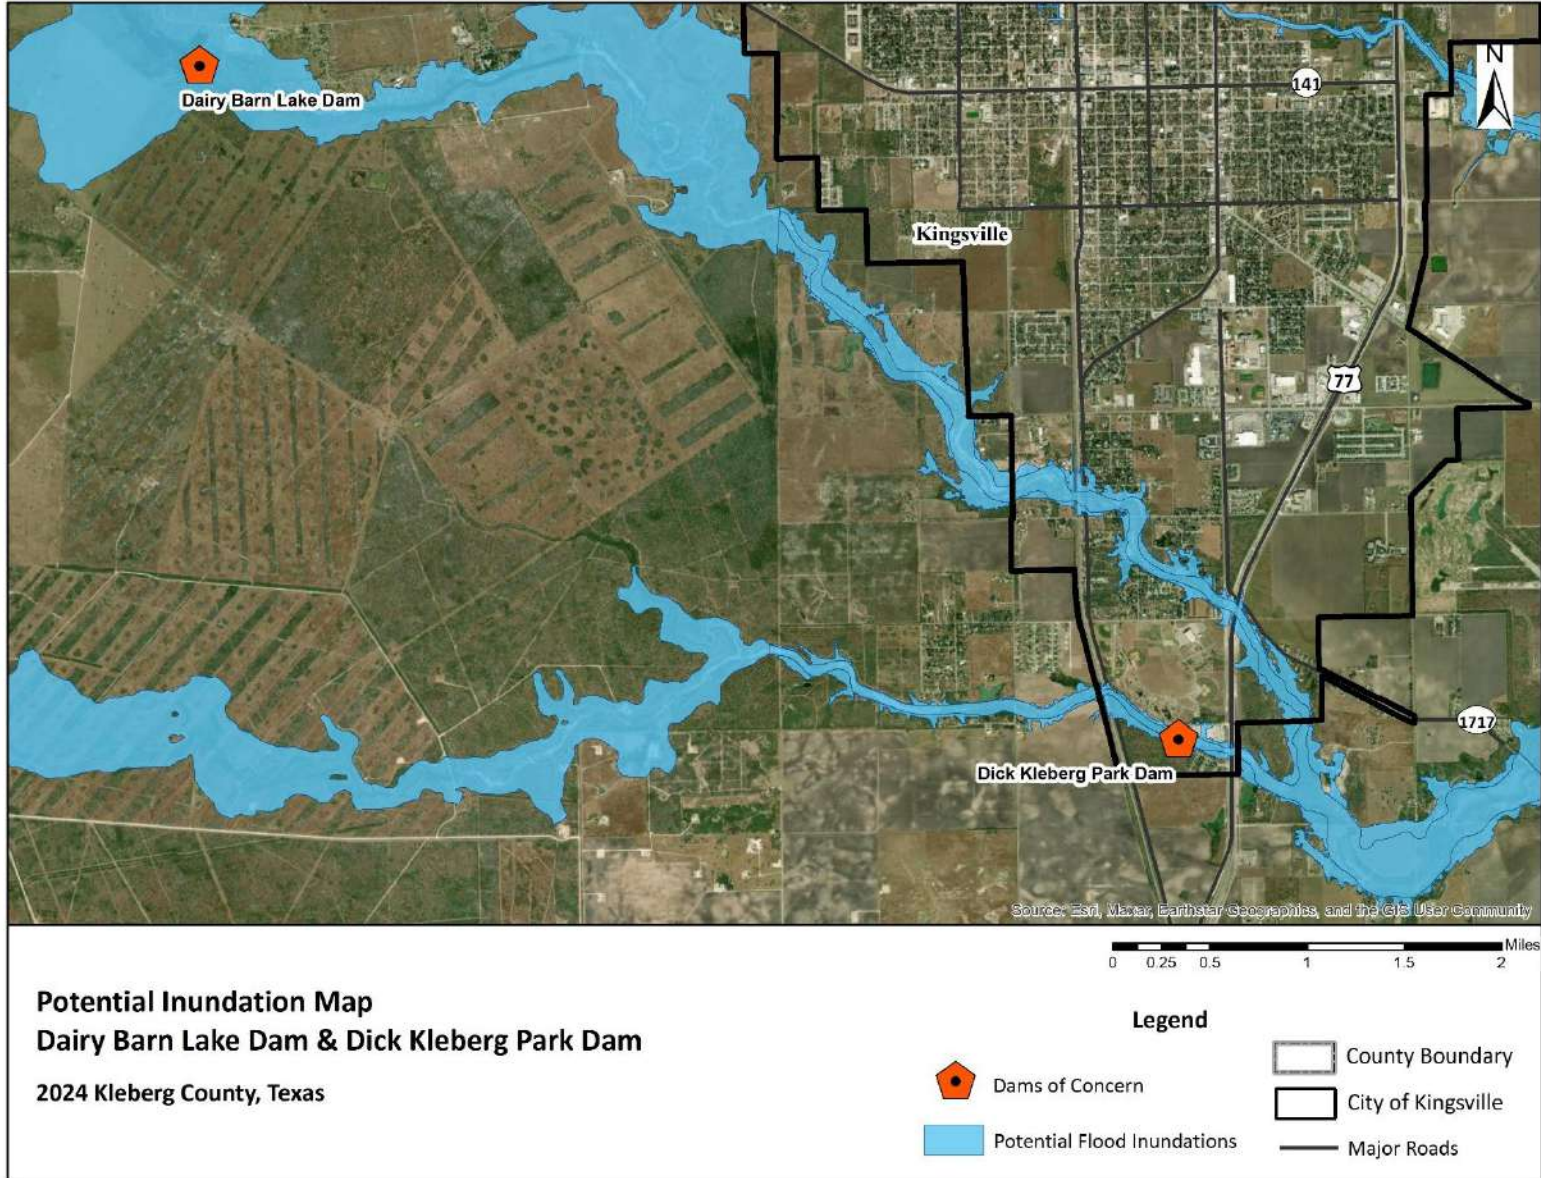 N
141
Dairy Barn Lake Dam
Kingsville
77
1717
Dick Kleberg Park Dam
Source: Esri, Maxar, Earthstar Geographics, and the GIS User Community
Miles
0 0.25 0.5 1 1.5 2
Potential Inundation Map
Dairy Barn Lake Dam & Dick Kleberg Park Dam
2024 Kleberg County, Texas
Legend
Dams of Concern
Potential Flood Inundations
County Boundary
City of Kingsville
Major Roads